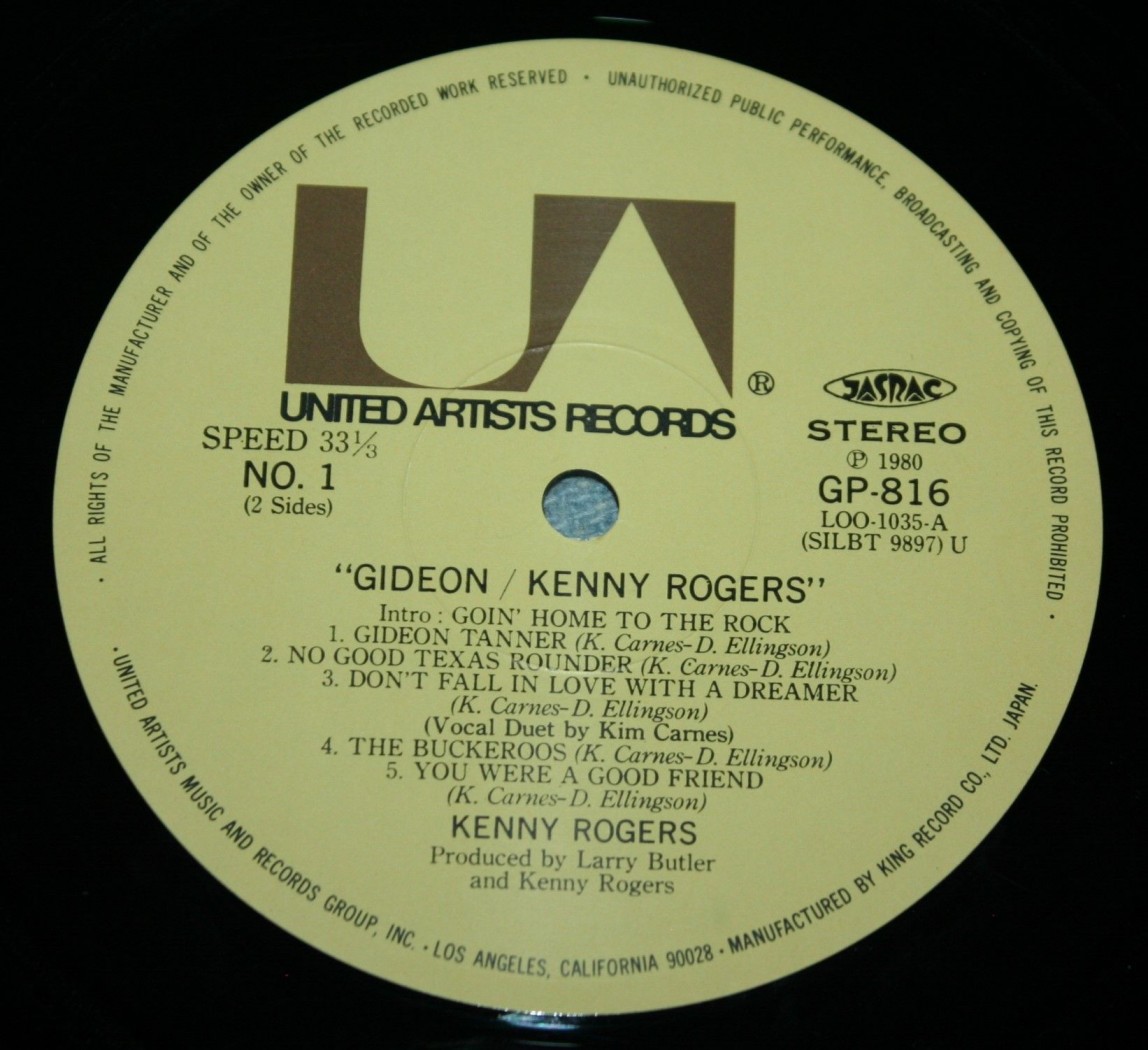 • ALL RIGHTS OF THE MANUFACTURER AND OF THE OWNER OF THE RECORDED WORK RESERVED • UNAUTHORIZED PUBLIC PERFORMANCE, BROADCASTING AND COPYING OF THIS RECORD PROHIBITED •
UA ®
UNITED ARTISTS RECORDS
SPEED 33⅓
NO. 1
(2 Sides)
JASRAC
STEREO
℗ 1980
GP-816
LOO-1035-A
(SILBT 9897) U
“GIDEON / KENNY ROGERS”
Intro : GOIN' HOME TO THE ROCK
1. GIDEON TANNER (K. Carnes-D. Ellingson)
2. NO GOOD TEXAS ROUNDER (K. Carnes-D. Ellingson)
3. DON'T FALL IN LOVE WITH A DREAMER
(K. Carnes-D. Ellingson)
(Vocal Duet by Kim Carnes)
4. THE BUCKEROOS (K. Carnes-D. Ellingson)
5. YOU WERE A GOOD FRIEND
(K. Carnes-D. Ellingson)
KENNY ROGERS
Produced by Larry Butler
and Kenny Rogers
• UNITED ARTISTS MUSIC AND RECORDS GROUP, INC. • LOS ANGELES, CALIFORNIA 90028 • MANUFACTURED BY KING RECORD CO., LTD. JAPAN.